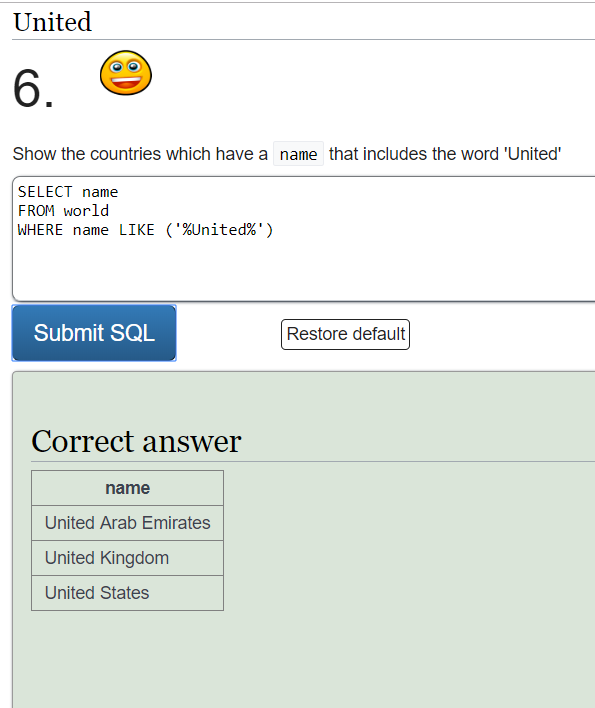 United
6.
Show the countries which have a name that includes the word 'United'
SELECT name
FROM world
WHERE name LIKE ('%United%')
Submit SQL
Restore default
Correct answer
name
United Arab Emirates
United Kingdom
United States